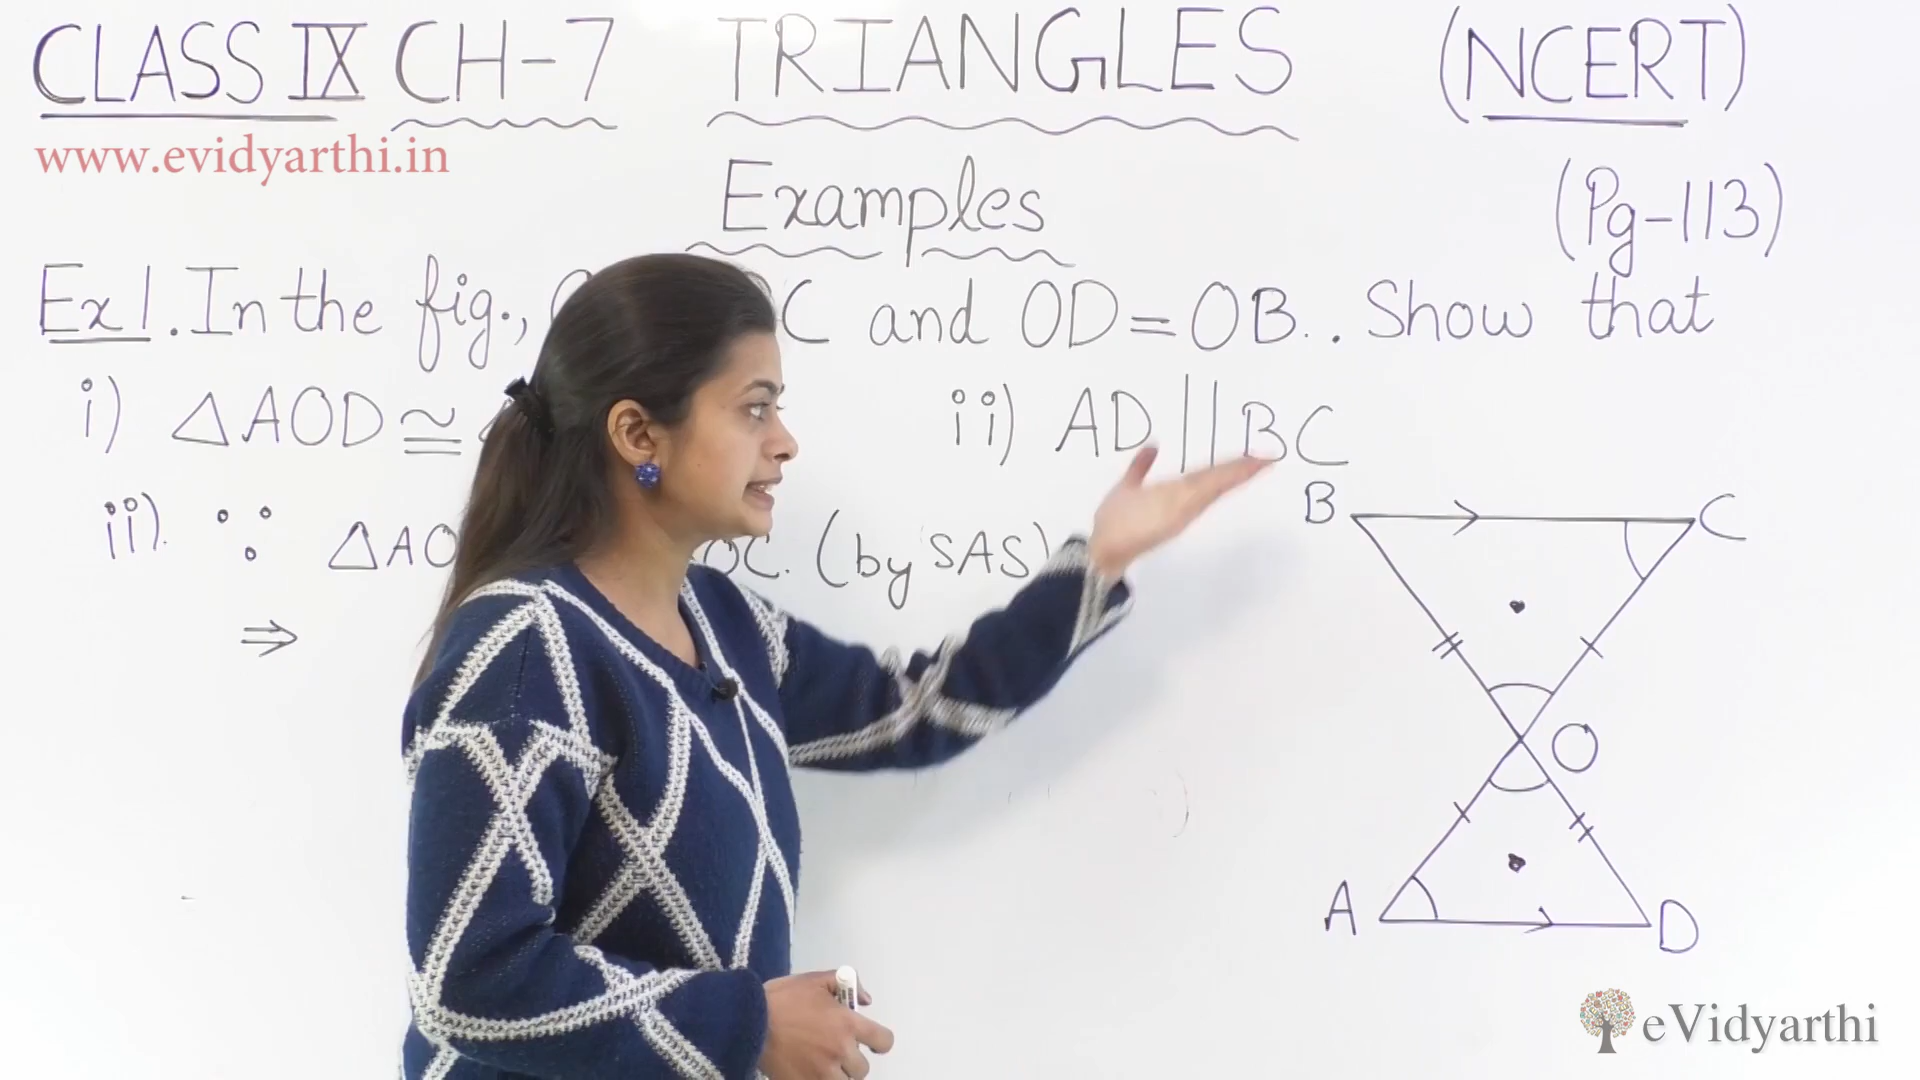 CLASS IX CH-7 TRIANGLES (NCERT)
www.evidyarthi.in
Examples (Pg-113)
Ex 1. In the fig., C and OD = OB.. Show that
i) △AOD ≅ ii) AD || BC
B C
ii). ∵ △AO OC. (by SAS)
⇒
O
A D
eVidyarthi